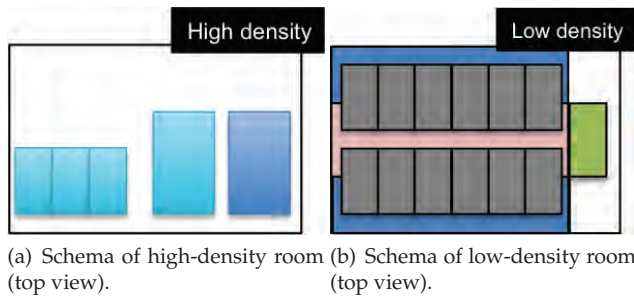 High density
Low density
(a) Schema of high-density room
(top view).
(b) Schema of low-density room
(top view).